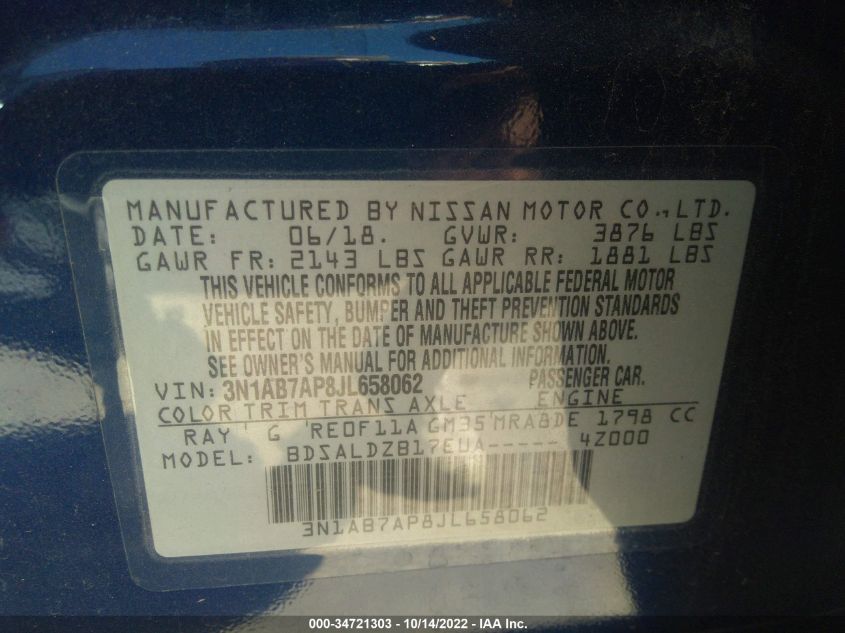 MANUFACTURED BY NISSAN MOTOR CO.,LTD.
DATE: 06/18. GVWR: 3876 LBS
GAWR FR: 2143 LBS GAWR RR: 1881 LBS
THIS VEHICLE CONFORMS TO ALL APPLICABLE FEDERAL MOTOR
VEHICLE SAFETY, BUMPER AND THEFT PREVENTION STANDARDS
IN EFFECT ON THE DATE OF MANUFACTURE SHOWN ABOVE.
SEE OWNER'S MANUAL FOR ADDITIONAL INFORMATION.
VIN: 3N1AB7AP8JL658062 PASSENGER CAR.
COLOR TRIM TRANS AXLE ENGINE
RAY ' G 'RE0F11A GM35'MRA8DE 1798 CC
MODEL: BDSALDZB17EUA----- 4Z000
3N1AB7AP8JL658062
000-34721303 - 10/14/2022 - IAA Inc.